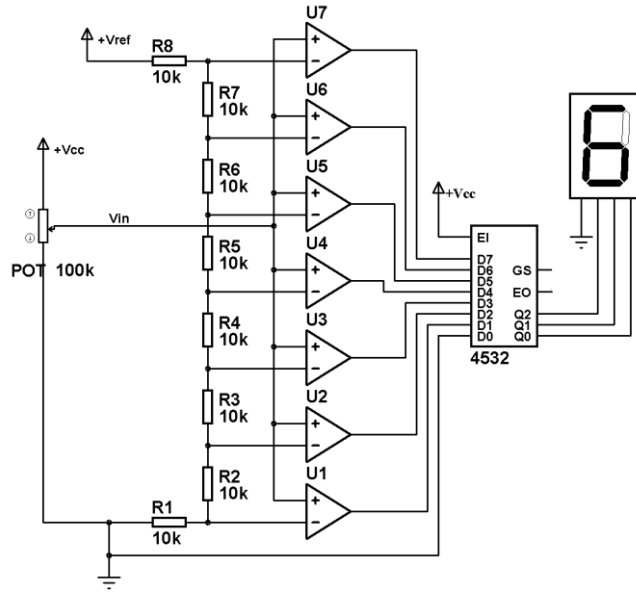 U7
+Vref
R8
10k
R7
10k
U6
+Vcc
R6
10k
U5
+Vcc
Vin
POT 100k
R5
10k
U4
EI
D7
D6
D5
D4
D3
D2
D1
D0
GS
EO
Q2
Q1
Q0
4532
6
R4
10k
U3
R3
10k
U2
R2
10k
U1
R1
10k
+
−
+
−
+
−
+
−
+
−
+
−
+
−